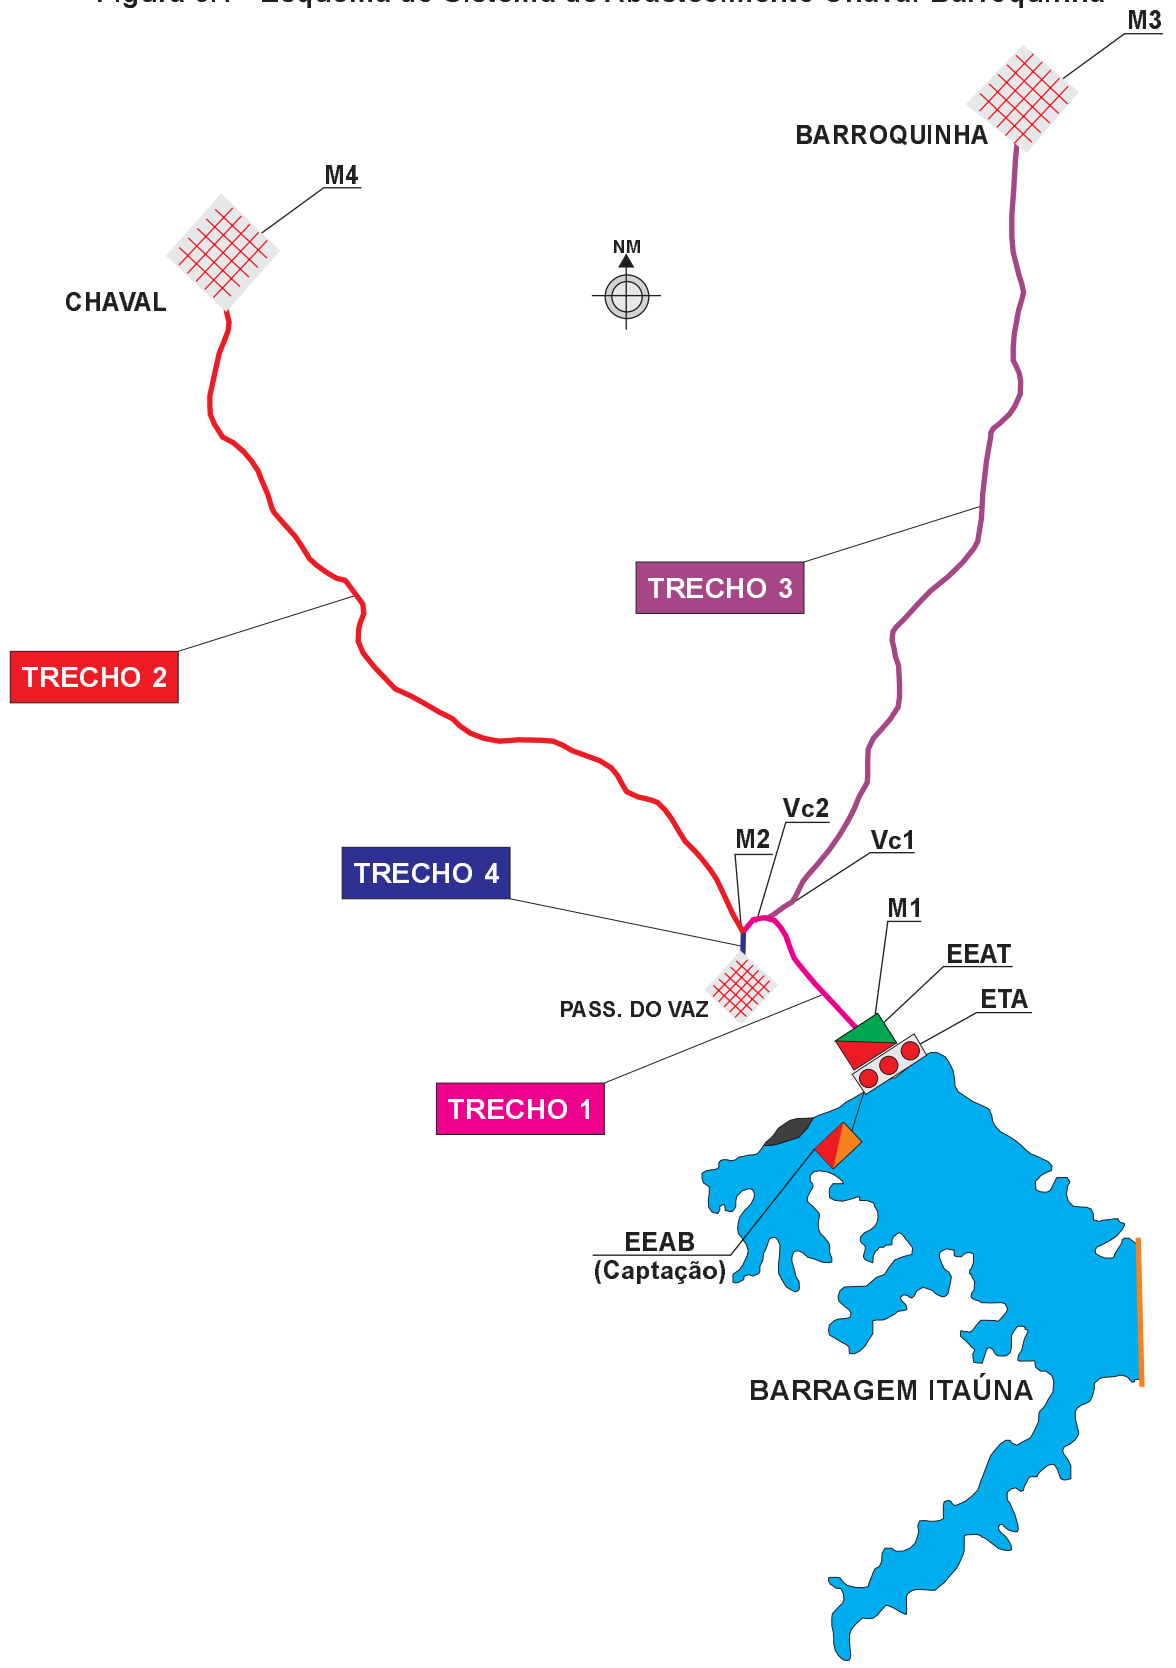 M3
BARROQUINHA
M4
NM
CHAVAL
TRECHO 3
TRECHO 2
Vc2
M2
Vc1
TRECHO 4
M1
EEAT
ETA
PASS. DO VAZ
TRECHO 1
EEAB
(Captação)
BARRAGEM ITAÚNA